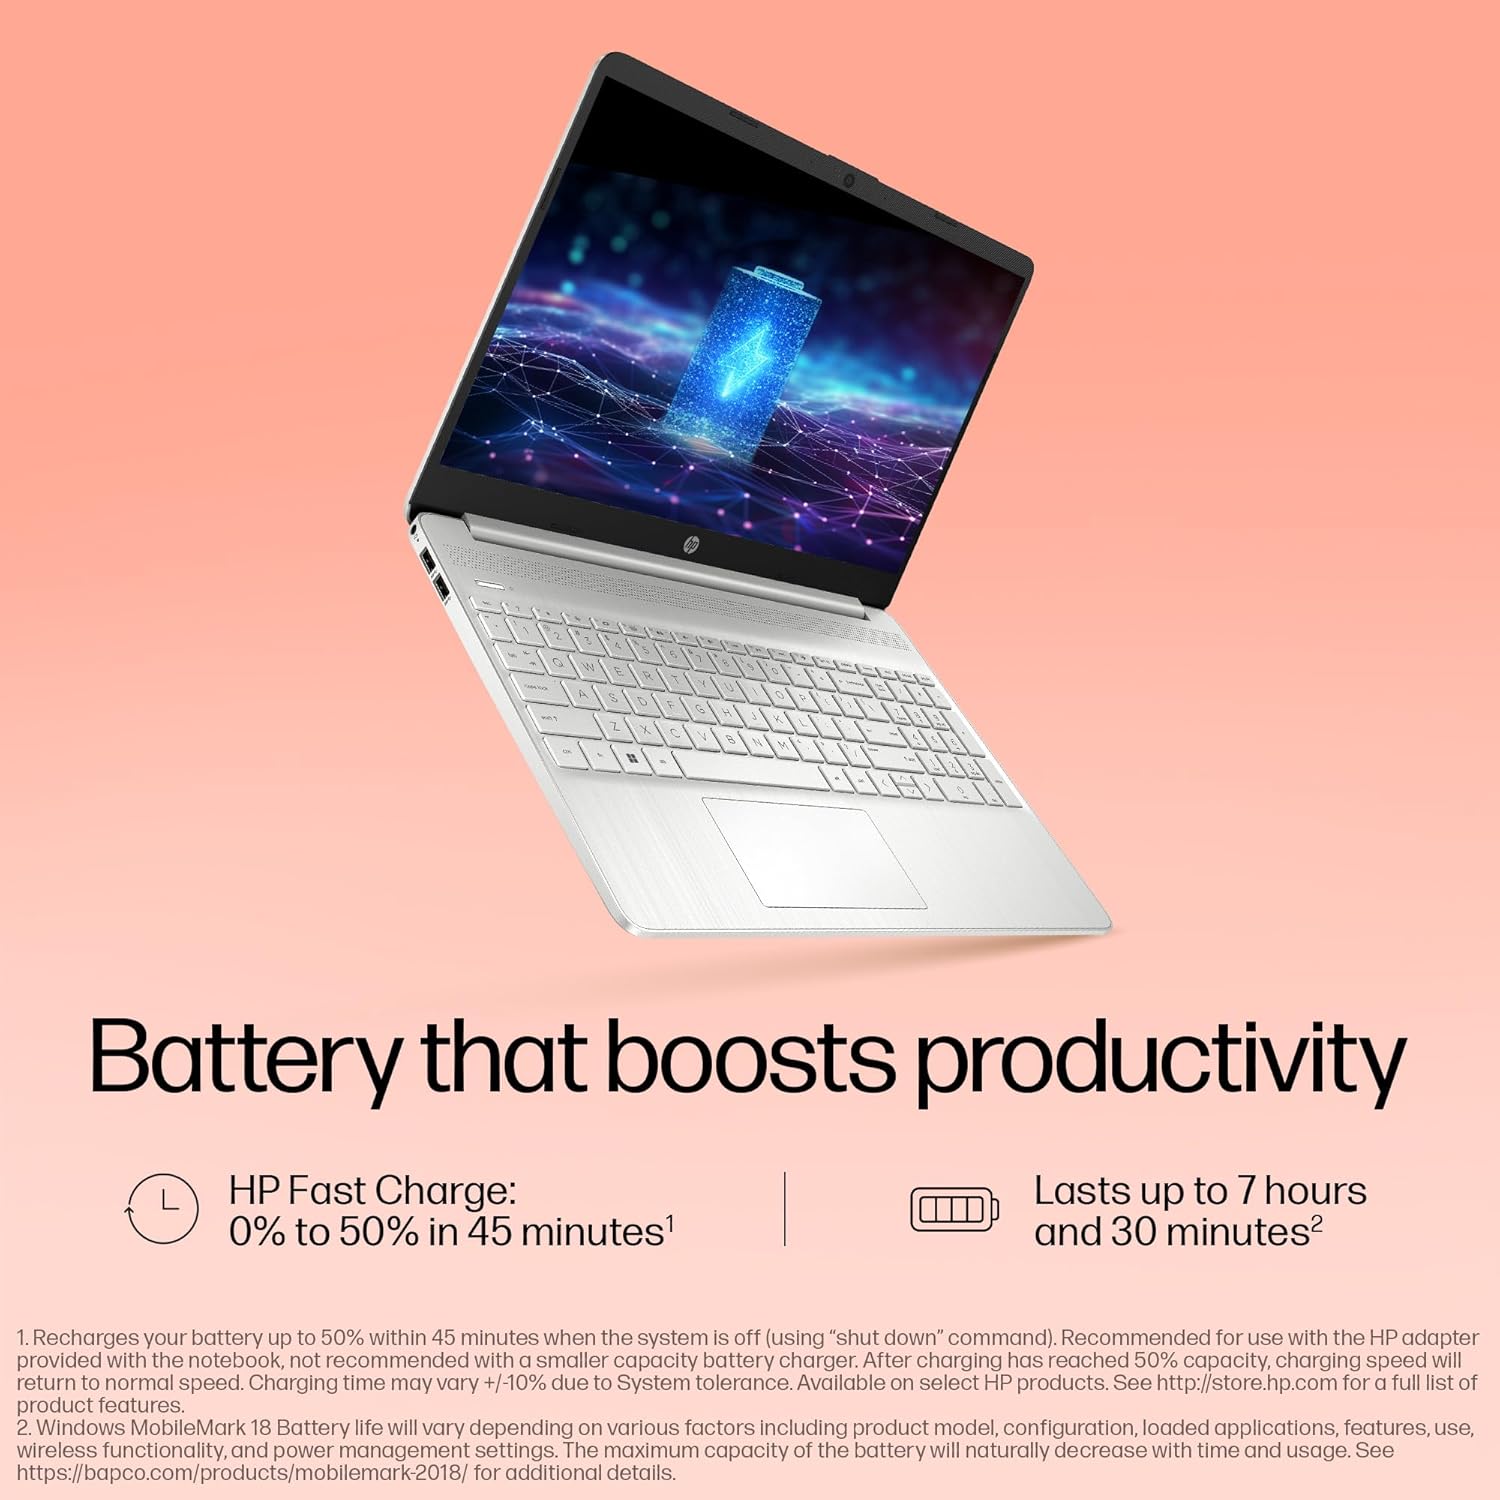 hp
Battery that boosts productivity
HP Fast Charge:
0% to 50% in 45 minutes¹
Lasts up to 7 hours
and 30 minutes²
1. Recharges your battery up to 50% within 45 minutes when the system is off (using “shut down” command). Recommended for use with the HP adapter
provided with the notebook, not recommended with a smaller capacity battery charger. After charging has reached 50% capacity, charging speed will
return to normal speed. Charging time may vary +/-10% due to System tolerance. Available on select HP products. See http://store.hp.com for a full list of
product features.
2. Windows MobileMark 18 Battery life will vary depending on various factors including product model, configuration, loaded applications, features, use,
wireless functionality, and power management settings. The maximum capacity of the battery will naturally decrease with time and usage. See
https://bapco.com/products/mobilemark-2018/ for additional details.